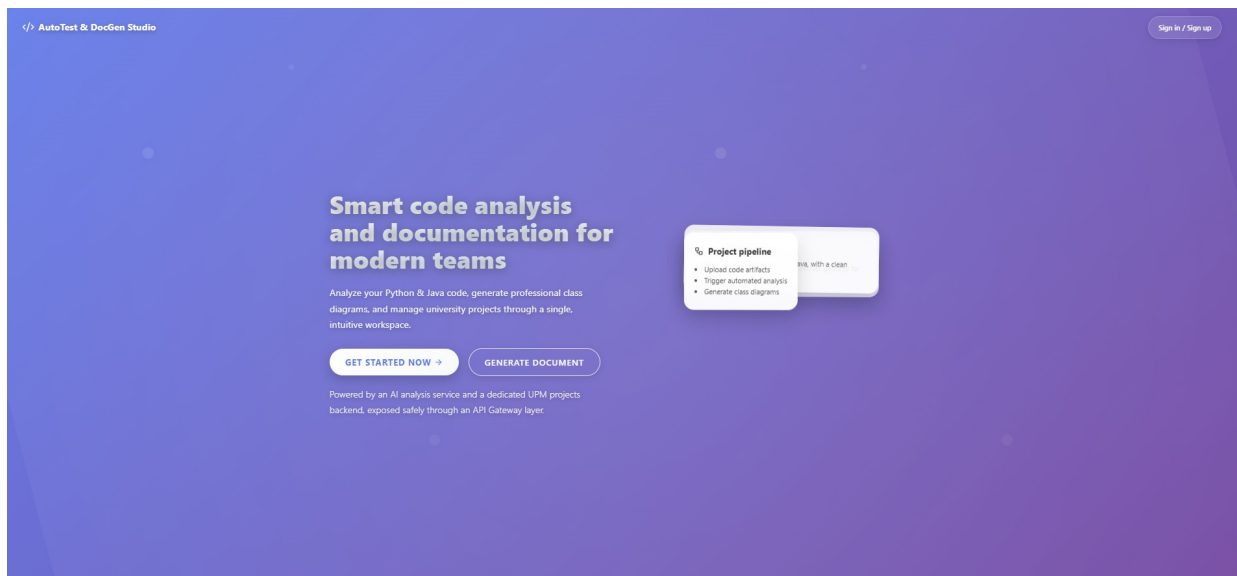 </> AutoTest & DocGen Studio
Sign in / Sign up
Smart code analysis
and documentation for
modern teams
Analyze your Python & Java code, generate professional class
diagrams, and manage university projects through a single,
intuitive workspace.
GET STARTED NOW →
GENERATE DOCUMENT
Powered by an AI analysis service and a dedicated UPM projects
backend, exposed safely through an API Gateway layer.
Project pipeline
• Upload code artifacts
• Trigger automated analysis
• Generate class diagrams
with a clean